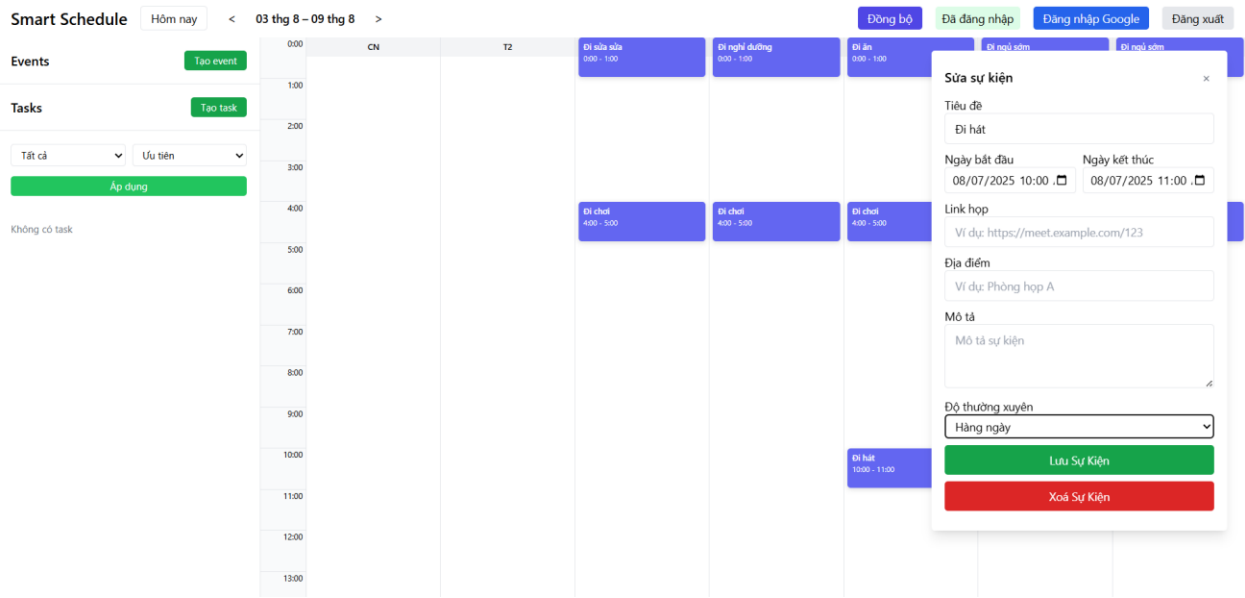 Smart Schedule Hôm nay < 03 thg 8 – 09 thg 8 > Đồng bộ Đã đăng nhập Đăng nhập Google Đăng xuất
Events Tạo event
Tasks Tạo task
Tất cả Ưu tiên
Áp dụng
Không có task
CN T2
0:00
1:00
2:00
3:00
4:00
5:00
6:00
7:00
8:00
9:00
10:00
11:00
12:00
13:00
Đi sửa sửa
0:00 - 1:00
Đi nghỉ dưỡng
0:00 - 1:00
Đi ăn
0:00 - 1:00
Đi ngủ sớm
Đi ngủ sớm
Đi chơi
4:00 - 5:00
Đi chơi
4:00 - 5:00
Đi chơi
4:00 - 5:00
Đi hát
10:00 - 11:00
Sửa sự kiện ×
Tiêu đề
Đi hát
Ngày bắt đầu Ngày kết thúc
08/07/2025 10:00 08/07/2025 11:00
Link họp
Ví dụ: https://meet.example.com/123
Địa điểm
Ví dụ: Phòng họp A
Mô tả
Mô tả sự kiện
Độ thường xuyên
Hàng ngày
Lưu Sự Kiện
Xoá Sự Kiện